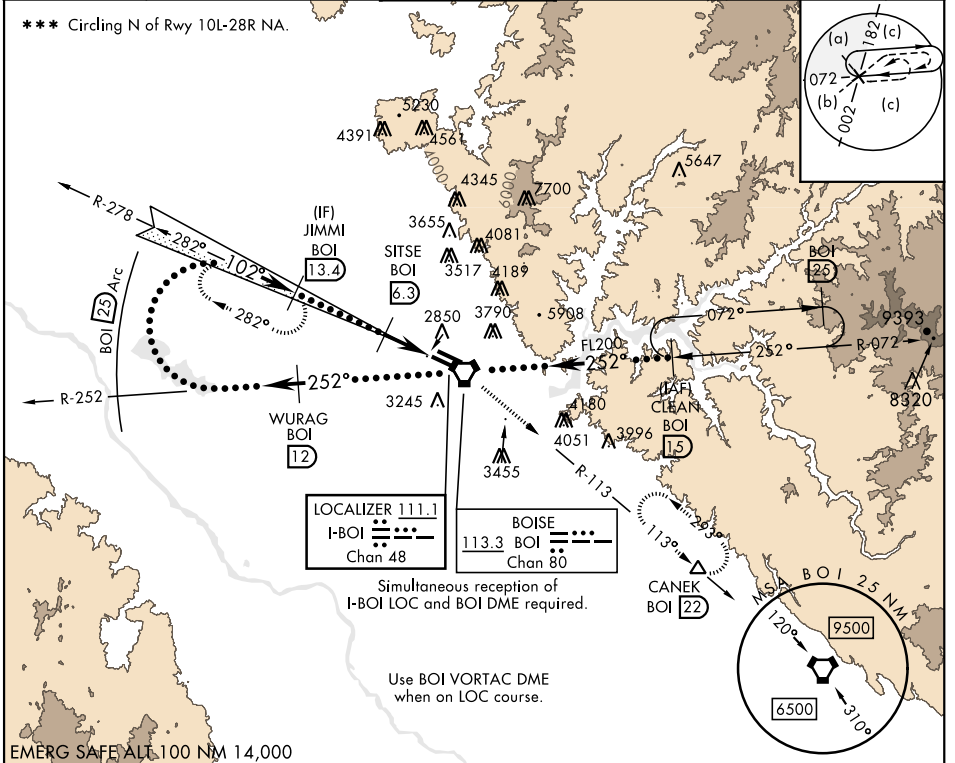 *** Circling N of Rwy 10L-28R NA.
(a)
182
(c)
072
(b)
(c)
002
5230
4391
4561
4000
6000
5647
4345
7700
3655
4081
3517
4189
3790
5908
2850
R-278
282°
102°
(IF)
JIMMI
BOI
13.4
SITSE
BOI
6.3
282°
BOI 25 Arc
BOI
25
072°
9393
FL200
252°
252°
R-072
8320
(IAF)
CLEAN
BOI
15
R-252
252°
WURAG
BOI
12
3245
4180
4051
3996
3455
R-113
LOCALIZER 111.1
I-BOI
Chan 48
BOISE
113.3 BOI
Chan 80
Simultaneous reception of
I-BOI LOC and BOI DME required.
293°
113°
CANEK
BOI 22
MSA BOI 25 NM
120°
9500
6500
310°
Use BOI VORTAC DME
when on LOC course.
EMERG SAFE ALT 100 NM 14,000